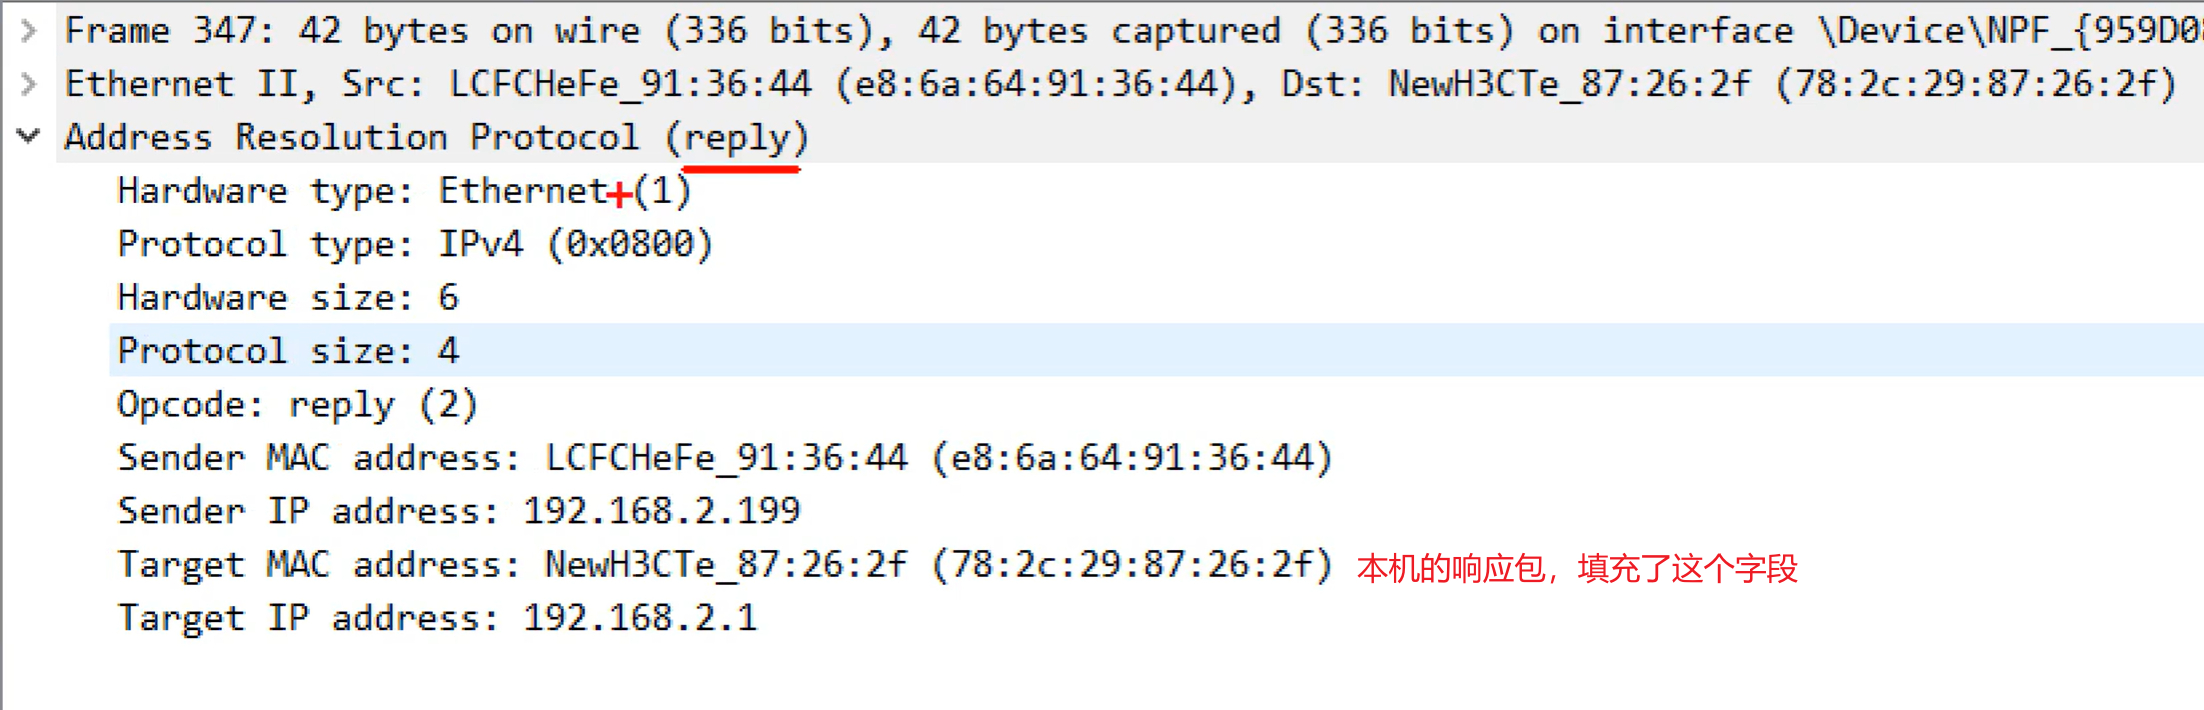 Frame 347: 42 bytes on wire (336 bits), 42 bytes captured (336 bits) on interface \Device\NPF_{959D08
Ethernet II, Src: LCFCHeFe_91:36:44 (e8:6a:64:91:36:44), Dst: NewH3CTe_87:26:2f (78:2c:29:87:26:2f)
Address Resolution Protocol (reply)
Hardware type: Ethernet+(1)
Protocol type: IPv4 (0x0800)
Hardware size: 6
Protocol size: 4
Opcode: reply (2)
Sender MAC address: LCFCHeFe_91:36:44 (e8:6a:64:91:36:44)
Sender IP address: 192.168.2.199
Target MAC address: NewH3CTe_87:26:2f (78:2c:29:87:26:2f) 本机的响应包，填充了这个字段
Target IP address: 192.168.2.1